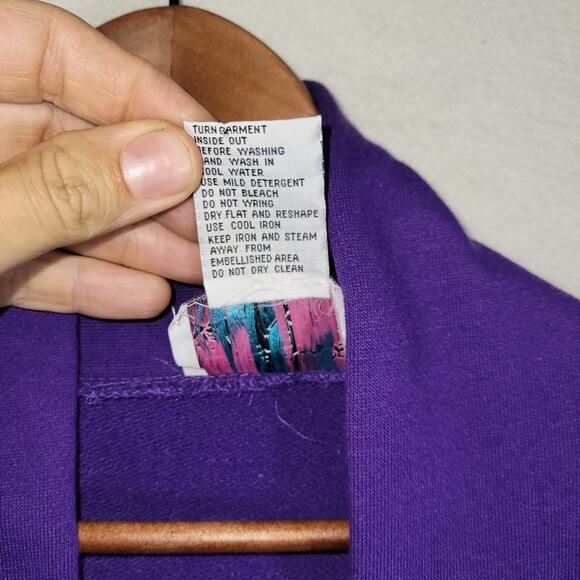 TURN GARMENT
INSIDE OUT
BEFORE WASHING
HAND WASH IN
COOL WATER
USE MILD DETERGENT
DO NOT BLEACH
DO NOT WRING
DRY FLAT AND RESHAPE
USE COOL IRON
KEEP IRON AND STEAM
AWAY FROM
EMBELLISHED AREA
DO NOT DRY CLEAN